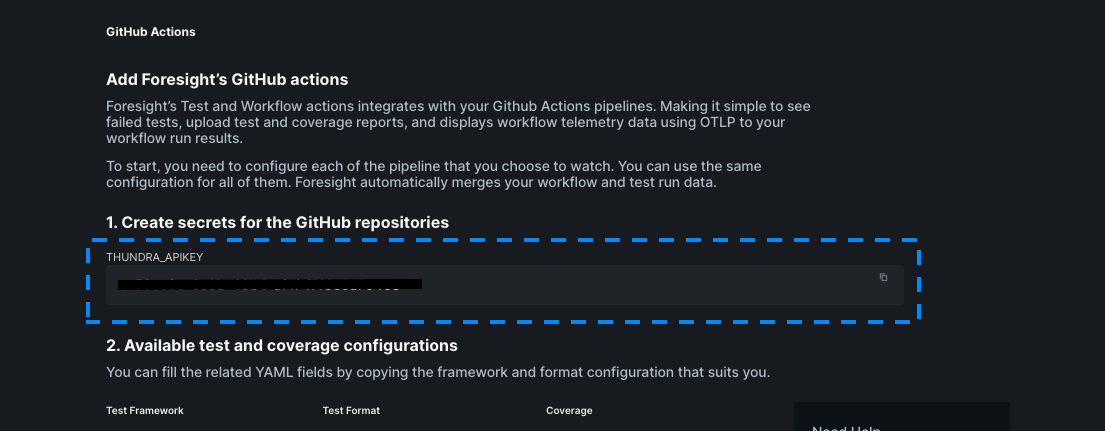 GitHub Actions
Add Foresight's GitHub actions
Foresight's Test and Workflow actions integrates with your Github Actions pipelines. Making it simple to see
failed tests, upload test and coverage reports, and displays workflow telemetry data using OTLP to your
workflow run results.
To start, you need to configure each of the pipeline that you choose to watch. You can use the same
configuration for all of them. Foresight automatically merges your workflow and test run data.
1. Create secrets for the GitHub repositories
THUNDRA_APIKEY
2. Available test and coverage configurations
You can fill the related YAML fields by copying the framework and format configuration that suits you.
Test Framework Test Format Coverage
Need Help